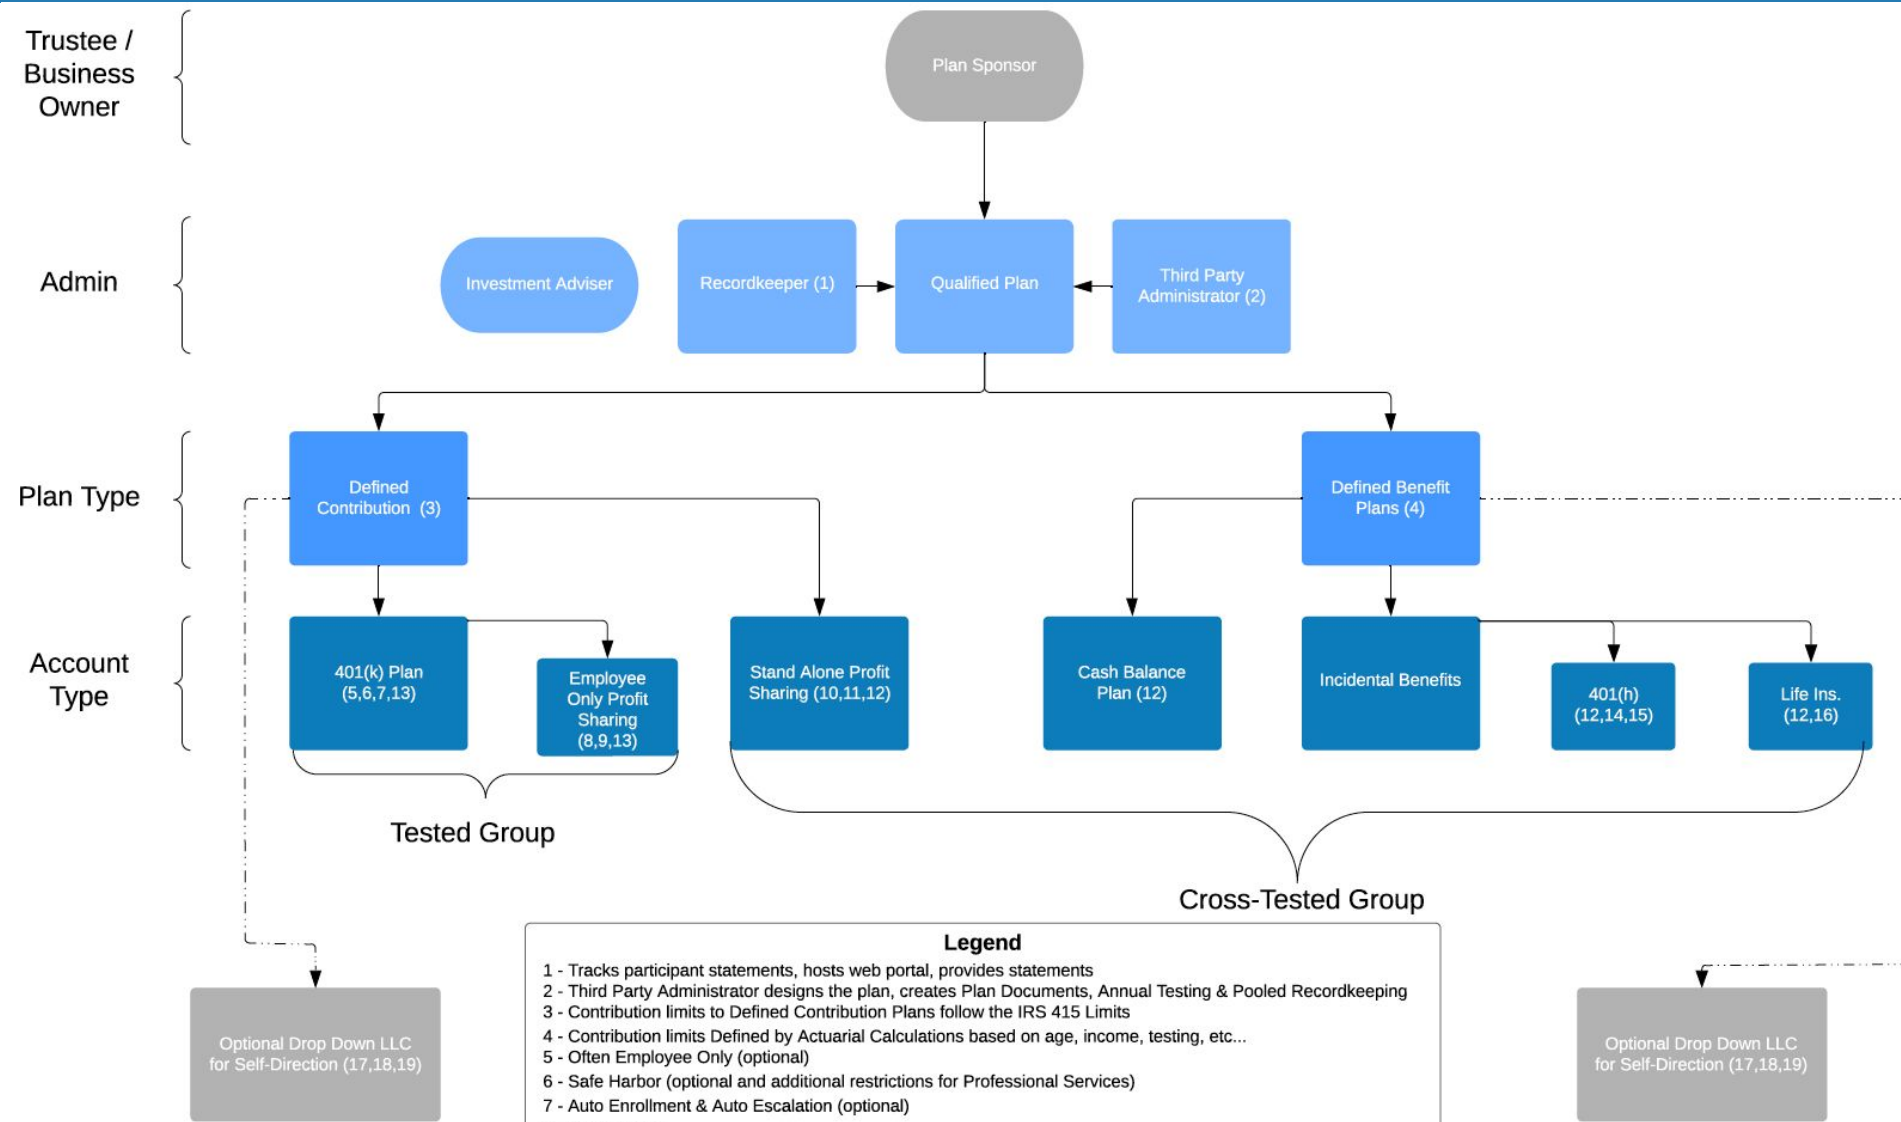 Trustee /
Business
Owner
Plan Sponsor
Admin
Investment Adviser
Recordkeeper (1)
Qualified Plan
Third Party
Administrator (2)
Plan Type
Defined
Contribution (3)
Defined Benefit
Plans (4)
Account
Type
401(k) Plan
(5,6,7,13)
Employee
Only Profit
Sharing
(8,9,13)
Stand Alone Profit
Sharing (10,11,12)
Cash Balance
Plan (12)
Incidental Benefits
401(h)
(12,14,15)
Life Ins.
(12,16)
Tested Group
Cross-Tested Group
Optional Drop Down LLC
for Self-Direction (17,18,19)
Legend
1 - Tracks participant statements, hosts web portal, provides statements
2 - Third Party Administrator designs the plan, creates Plan Documents, Annual Testing & Pooled Recordkeeping
3 - Contribution limits to Defined Contribution Plans follow the IRS 415 Limits
4 - Contribution limits Defined by Actuarial Calculations based on age, income, testing, etc...
5 - Often Employee Only (optional)
6 - Safe Harbor (optional and additional restrictions for Professional Services)
7 - Auto Enrollment & Auto Escalation (optional)
Optional Drop Down LLC
for Self-Direction (17,18,19)